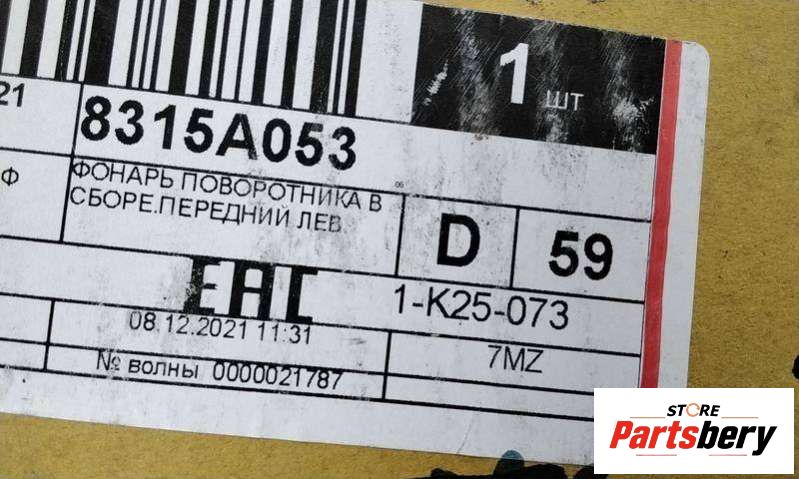 1 ШТ
21
8315A053
Ф
ФОНАРЬ ПОВОРОТНИКА В
СБОРЕ.ПЕРЕДНИЙ ЛЕВ.
D
59
EAC
1-K25-073
08.12.2021 11:31
7MZ
№ волны 0000021787
STORE
Partsbery